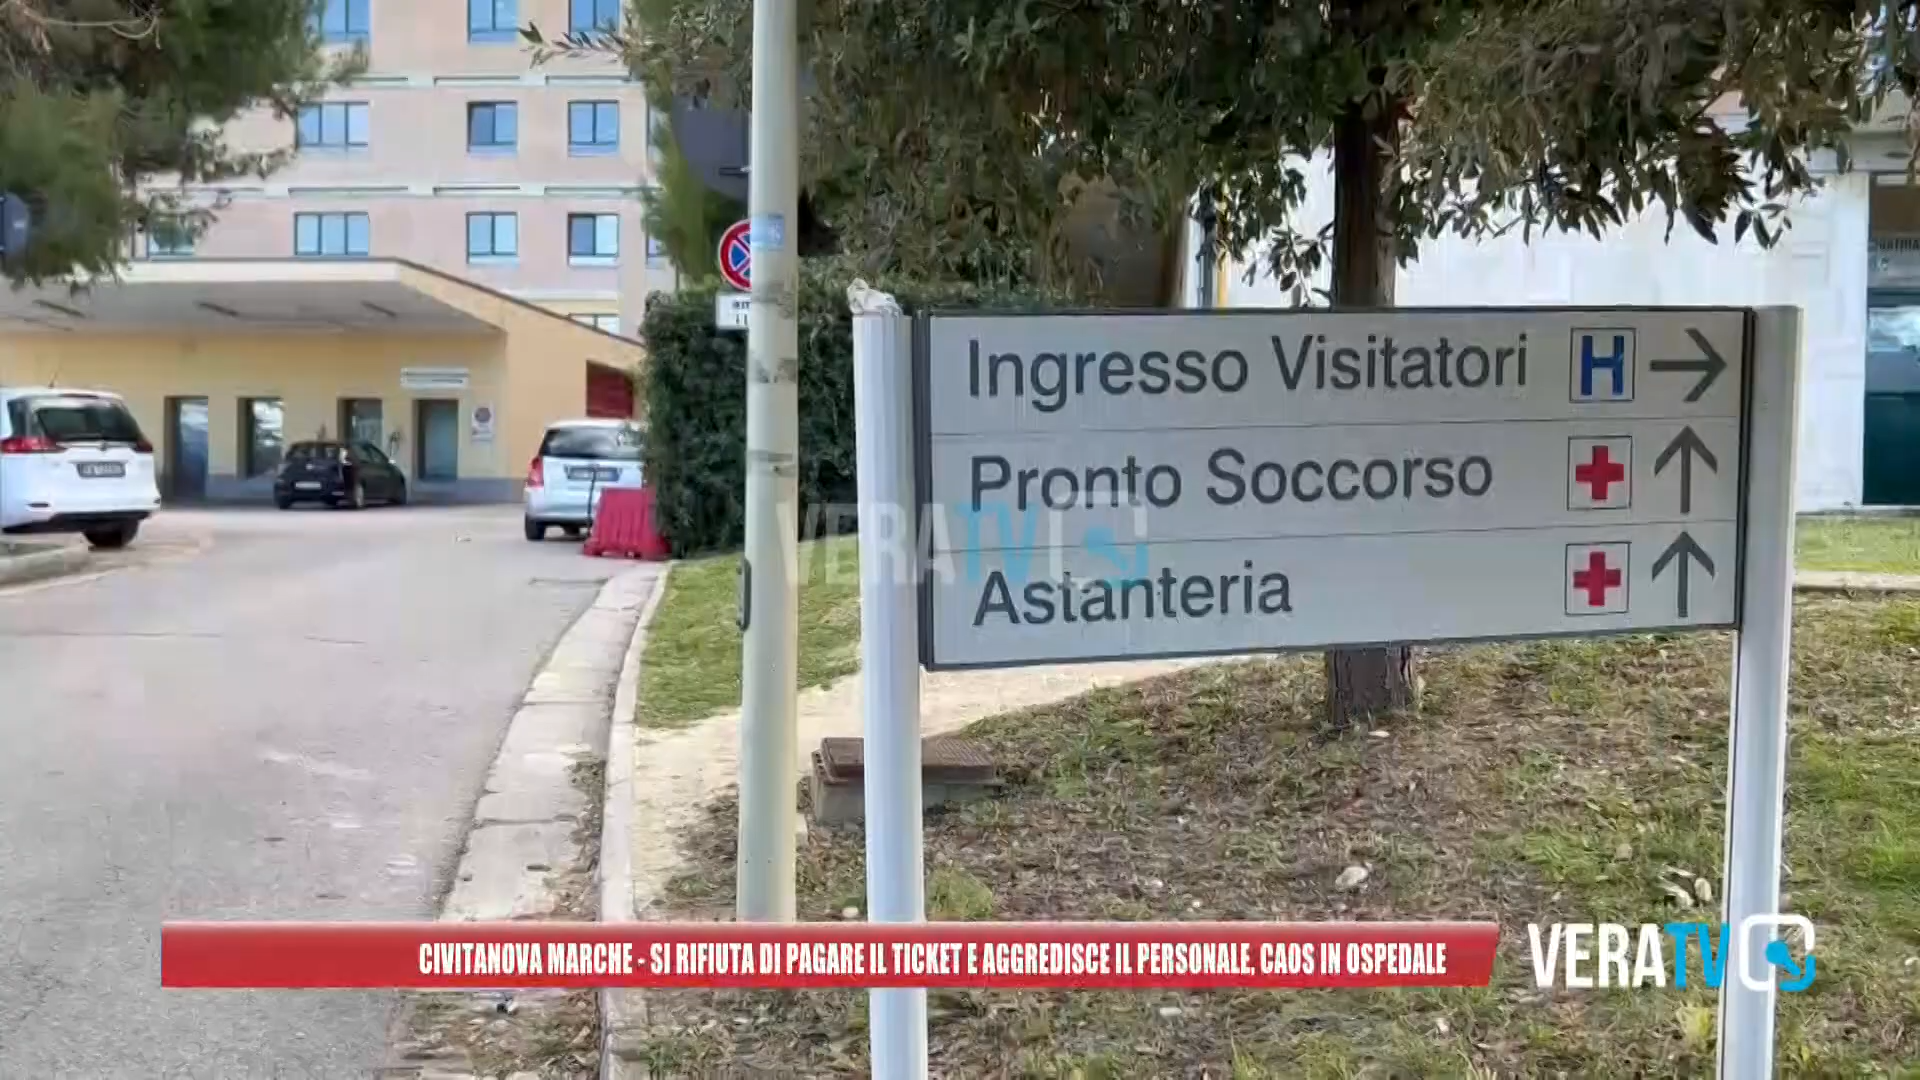 Ingresso Visitatori H
Pronto Soccorso
Astanteria
VERATV
CIVITANOVA MARCHE - SI RIFIUTA DI PAGARE IL TICKET E AGGREDISCE IL PERSONALE, CAOS IN OSPEDALE
VERATV